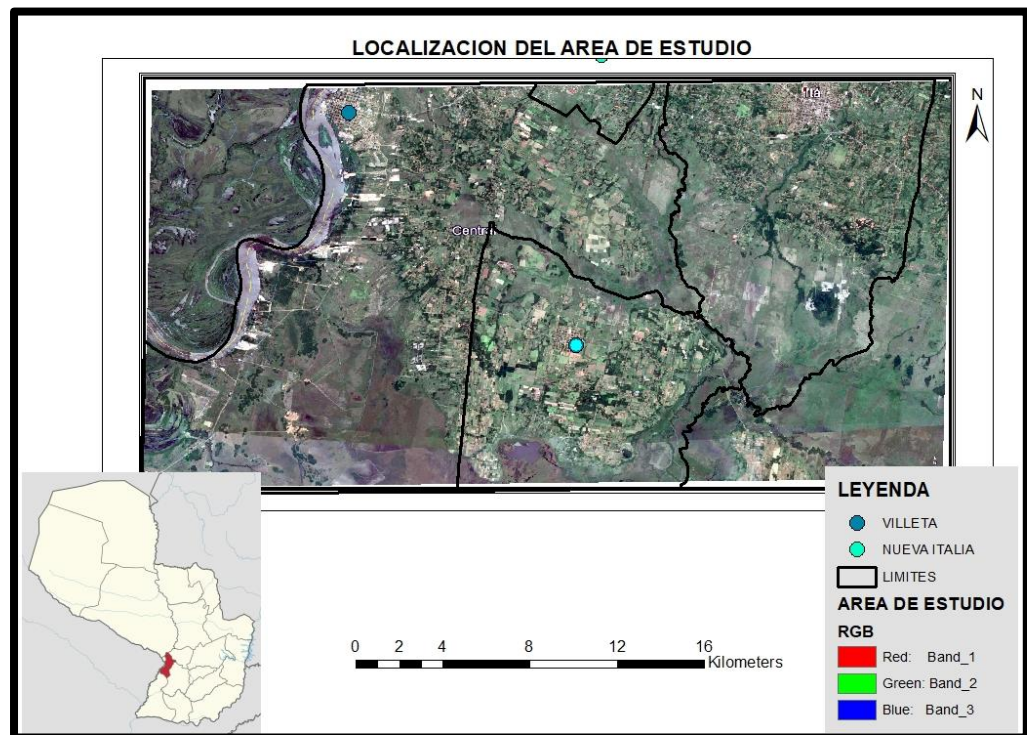 LOCALIZACION DEL AREA DE ESTUDIO
N
Ita
Central
LEYENDA
VILLETA
NUEVA ITALIA
LIMITES
AREA DE ESTUDIO
RGB
Red: Band_1
Green: Band_2
Blue: Band_3
0 2 4 8 12 16
Kilometers